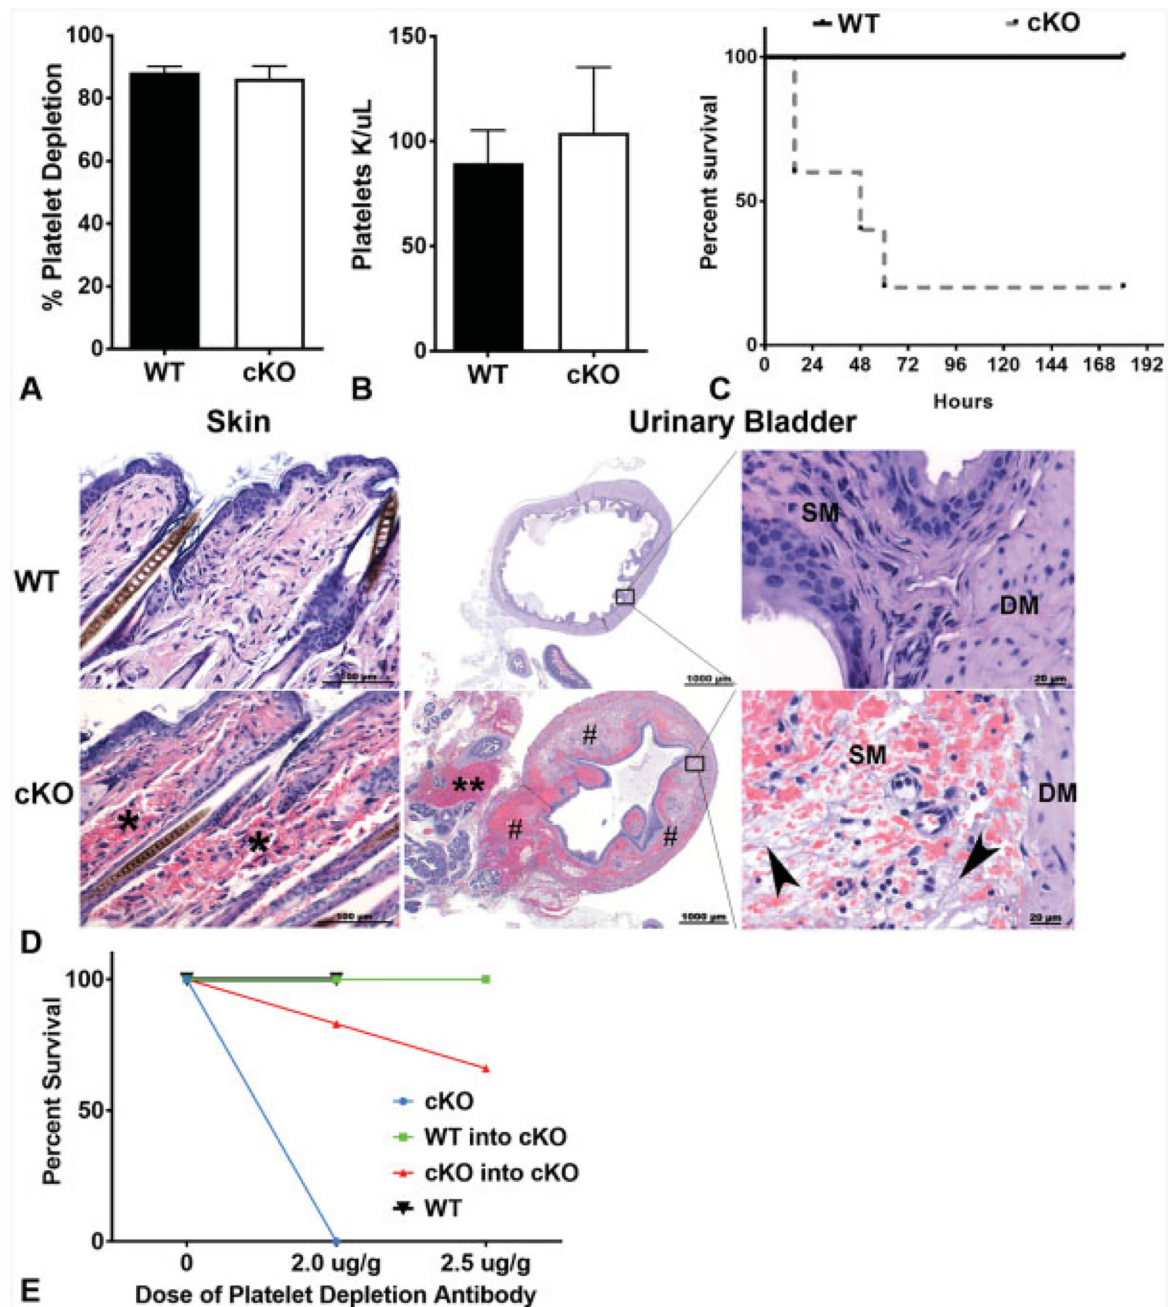 % Platelet Depletion
100
80
60
40
20
0
WT cKO
A
Platelets K/uL
150
100
50
0
WT cKO
B
WT cKO
Percent survival
100
50
0
0 24 48 72 96 120 144 168 192
Hours
C
Skin Urinary Bladder
WT
100 µm
1000 µm
SM
DM
20 µm
cKO
*
*
100 µm
**
#
#
#
1000 µm
SM
DM
20 µm
D
Percent Survival
100
50
0
cKO
WT into cKO
cKO into cKO
WT
0 2.0 ug/g 2.5 ug/g
Dose of Platelet Depletion Antibody
E